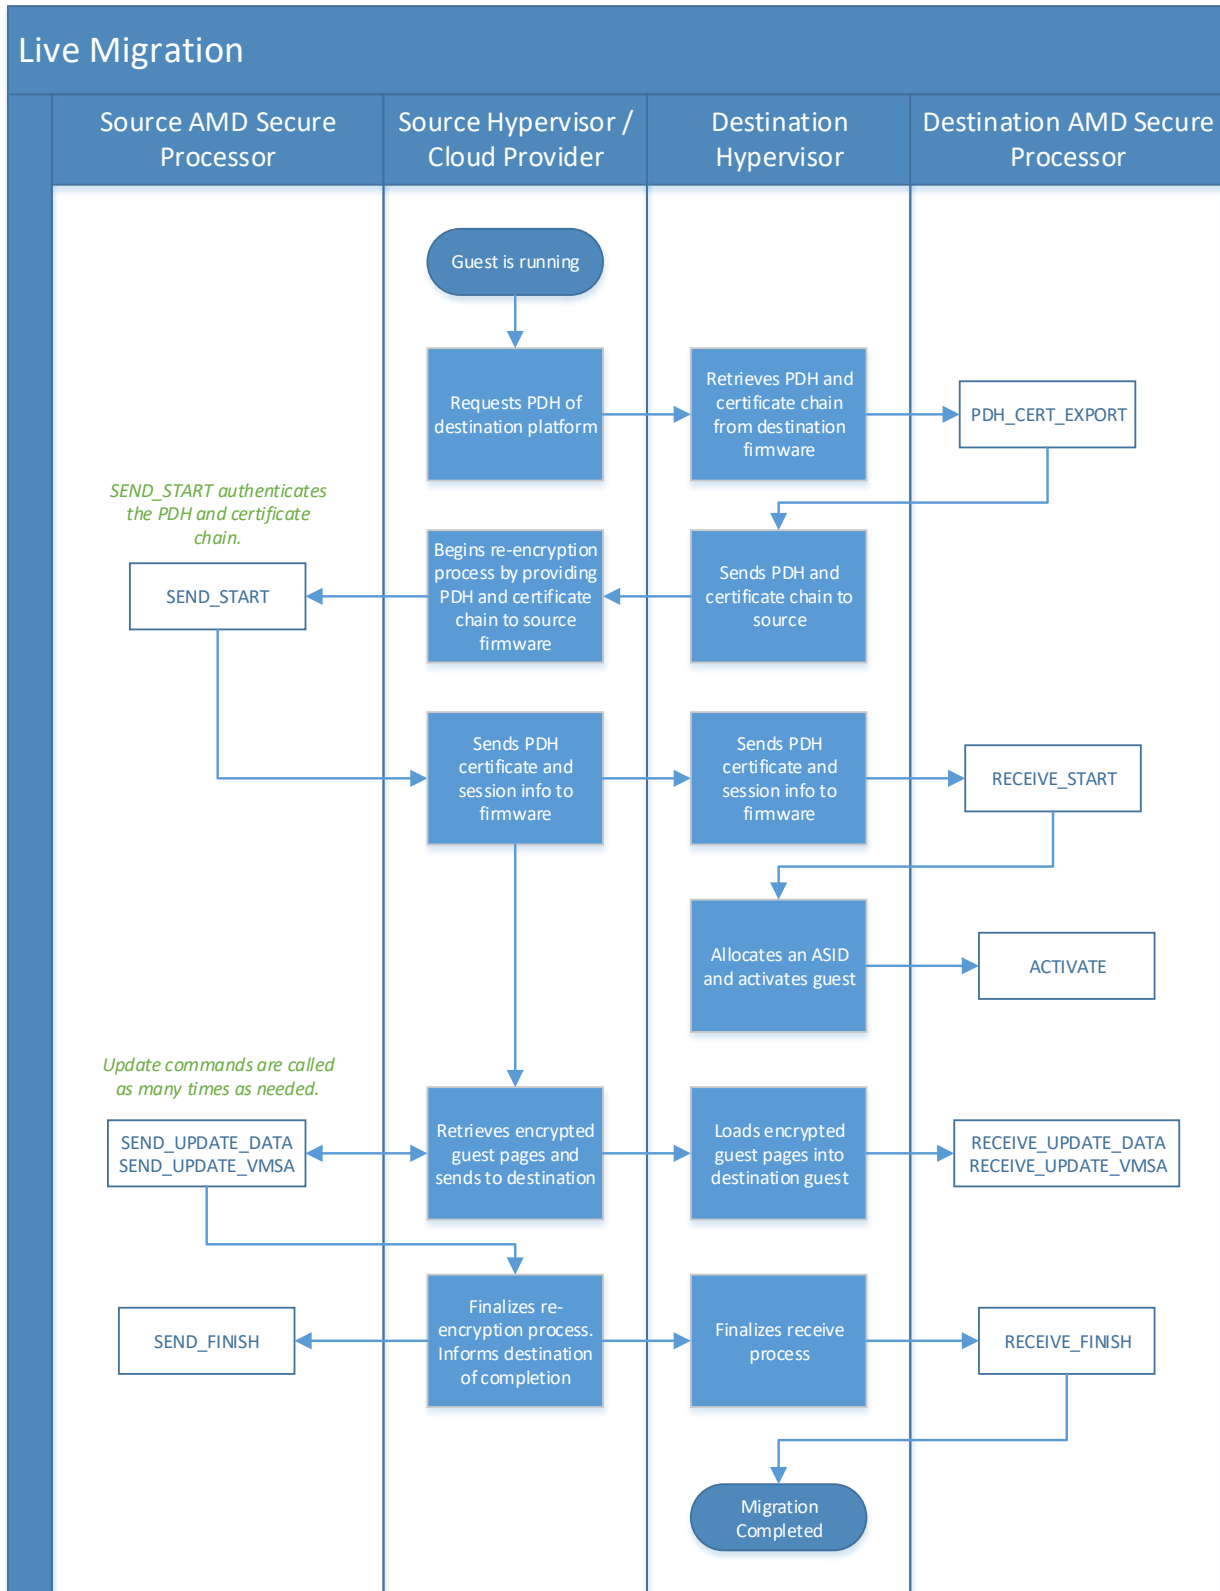 Live Migration
Source AMD Secure
Processor
Source Hypervisor /
Cloud Provider
Destination
Hypervisor
Destination AMD Secure
Processor
Guest is running
Requests PDH of
destination platform
Retrieves PDH and
certificate chain
from destination
firmware
PDH_CERT_EXPORT
SEND_START authenticates
the PDH and certificate
chain.
SEND_START
Begins re-encryption
process by providing
PDH and certificate
chain to source
firmware
Sends PDH and
certificate chain to
source
Sends PDH
certificate and
session info to
firmware
Sends PDH
certificate and
session info to
firmware
RECEIVE_START
Allocates an ASID
and activates guest
ACTIVATE
Update commands are called
as many times as needed.
SEND_UPDATE_DATA
SEND_UPDATE_VMSA
Retrieves encrypted
guest pages and
sends to destination
Loads encrypted
guest pages into
destination guest
RECEIVE_UPDATE_DATA
RECEIVE_UPDATE_VMSA
SEND_FINISH
Finalizes re-
encryption process.
Informs destination
of completion
Finalizes receive
process
RECEIVE_FINISH
Migration
Completed